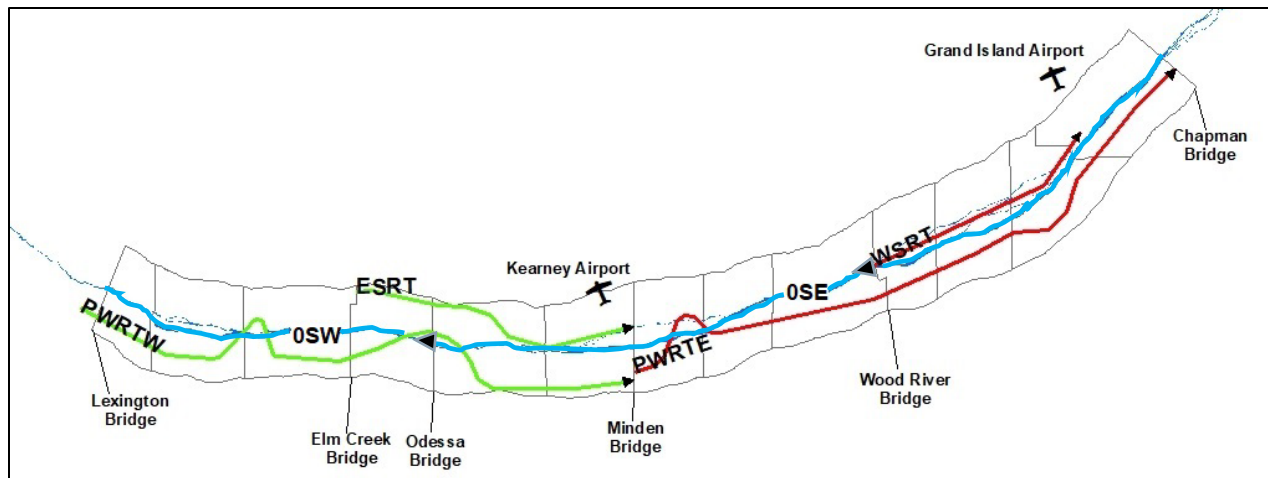 Grand Island Airport
Chapman
Bridge
WSRT
Kearney Airport
ESRT
0SE
PWRTW
0SW
PWRTE
Lexington
Bridge
Elm Creek
Bridge
Odessa
Bridge
Minden
Bridge
Wood River
Bridge